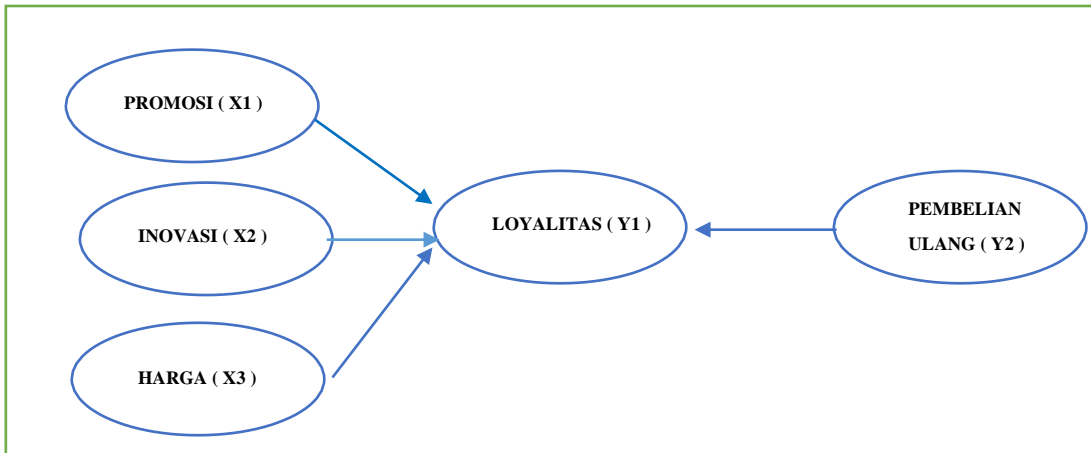 PROMOSI ( X1 )
INOVASI ( X2 )
HARGA ( X3 )
LOYALITAS ( Y1 )
PEMBELIAN
ULANG ( Y2 )